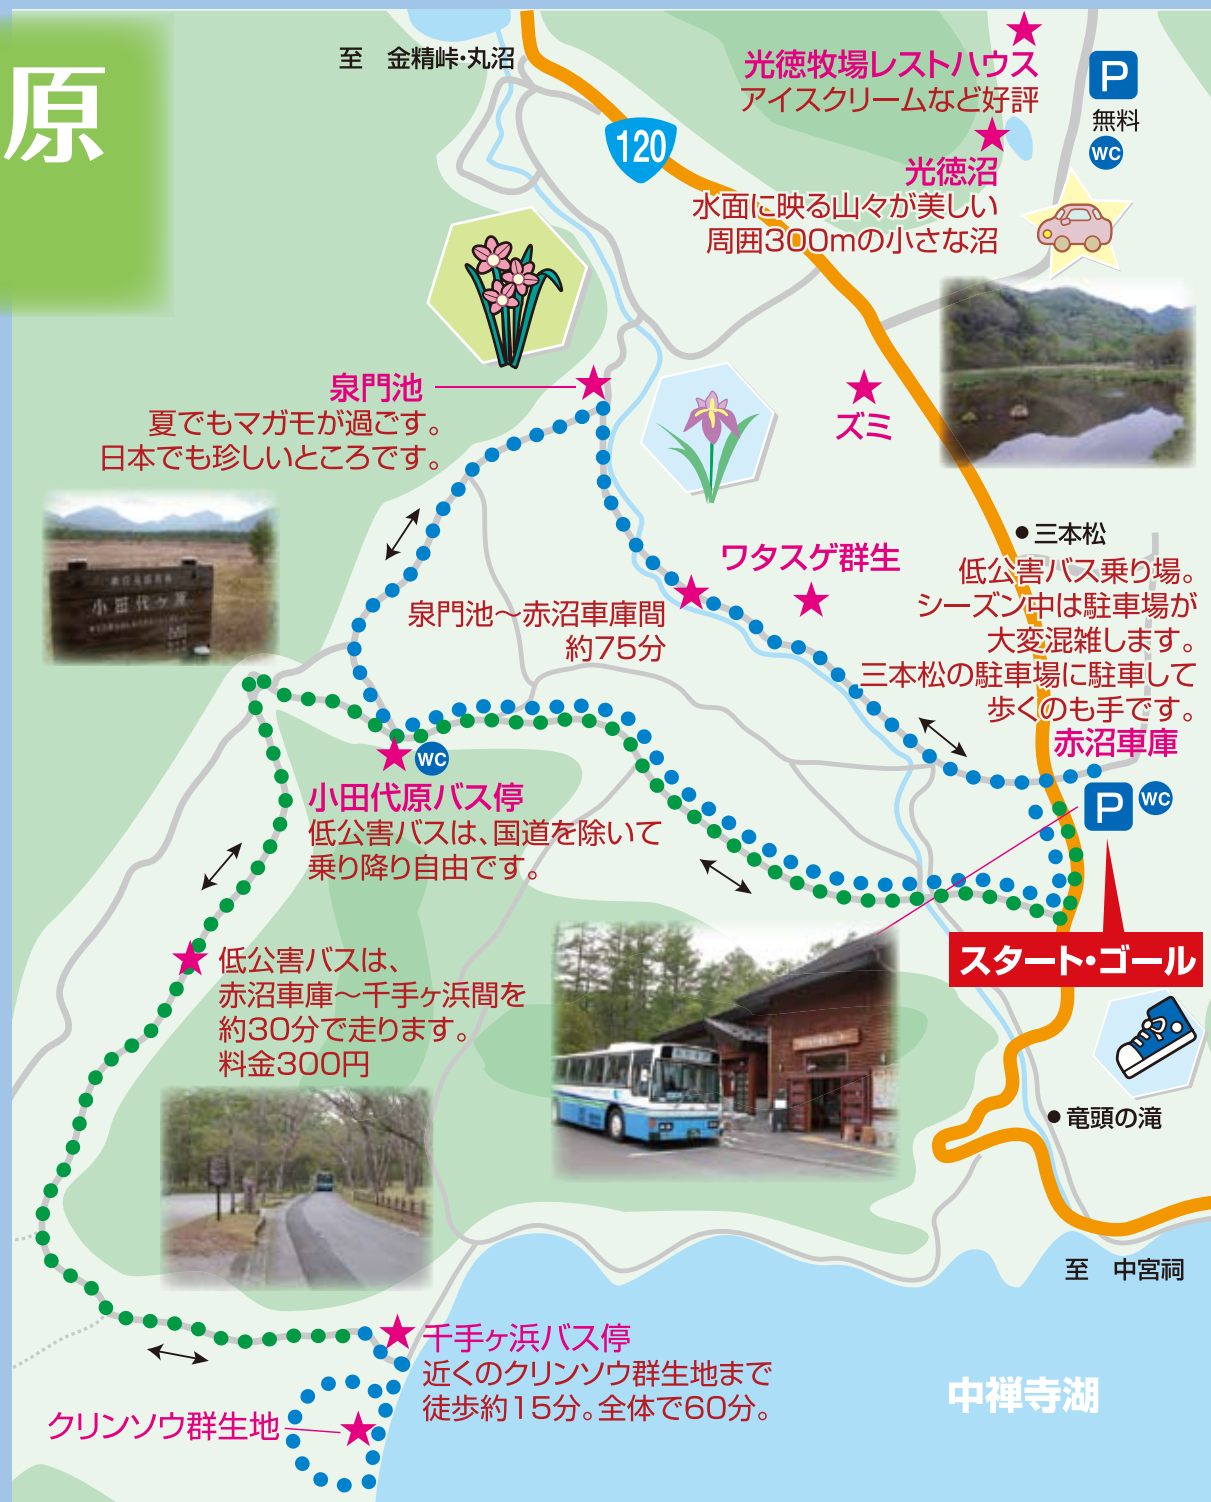 原
至 金精峠・丸沼
120
光徳牧場レストハウス
アイスクリームなど好評
P
無料
WC
光徳沼
水面に映る山々が美しい
周囲300mの小さな沼
泉門池
夏でもマガモが過ごす。
日本でも珍しいところです。
ズミ
小田代ヶ原
三本松
低公害バス乗り場。
シーズン中は駐車場が
大変混雑します。
三本松の駐車場に駐車して
歩くのも手です。
赤沼車庫
P
WC
ワタスゲ群生
泉門池～赤沼車庫間
約75分
WC
小田代原バス停
低公害バスは、国道を除いて
乗り降り自由です。
スタート・ゴール
低公害バスは、
赤沼車庫～千手ヶ浜間を
約30分で走ります。
料金300円
竜頭の滝
至 中宮祠
千手ヶ浜バス停
近くのクリンソウ群生地まで
徒歩約15分。全体で60分。
クリンソウ群生地
中禅寺湖